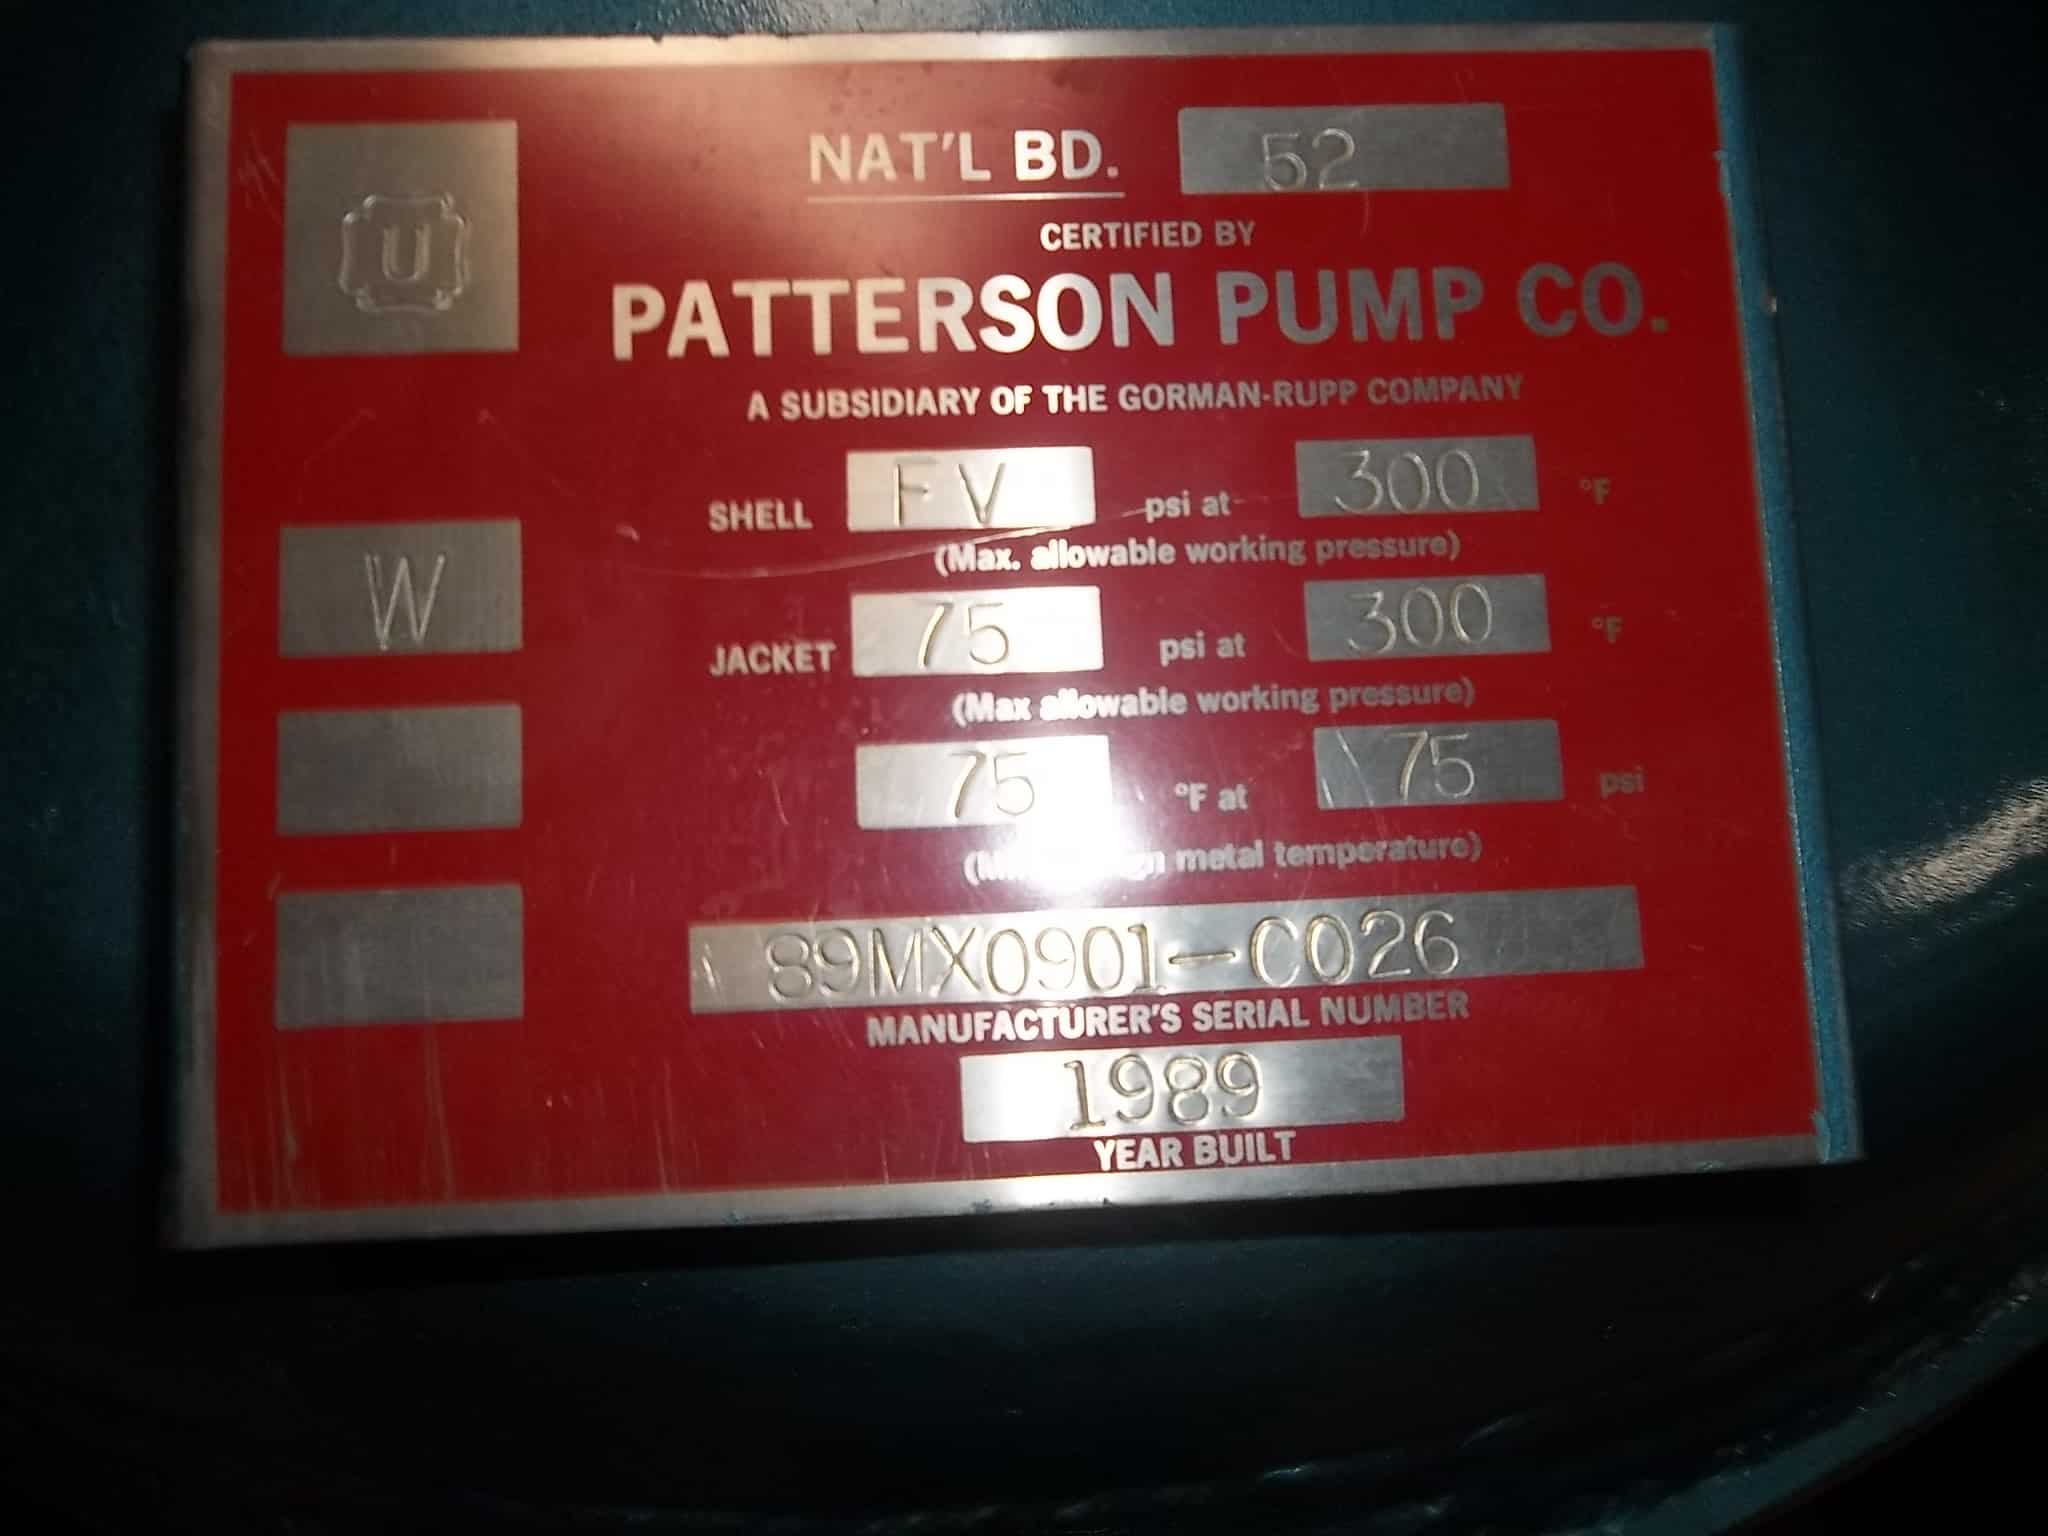 U
NAT'L BD. 52
CERTIFIED BY
PATTERSON PUMP CO.
A SUBSIDIARY OF THE GORMAN-RUPP COMPANY
SHELL FV psi at 300 °F
(Max. allowable working pressure)
W
JACKET 75 psi at 300 °F
(Max allowable working pressure)
75 °F at 75 psi
metal temperature)
89MX0901-C026
MANUFACTURER'S SERIAL NUMBER
1989
YEAR BUILT